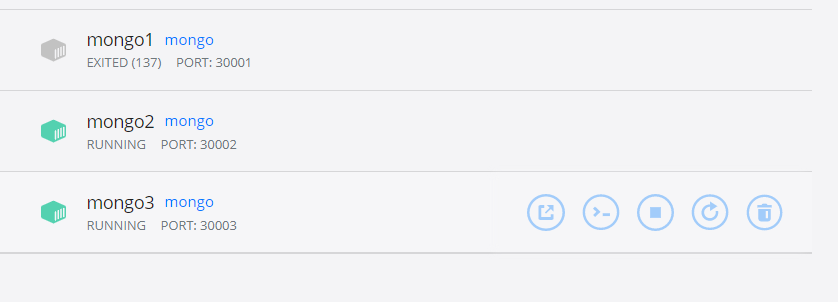 mongo1 mongo
EXITED (137) PORT: 30001
mongo2 mongo
RUNNING PORT: 30002
mongo3 mongo
RUNNING PORT: 30003